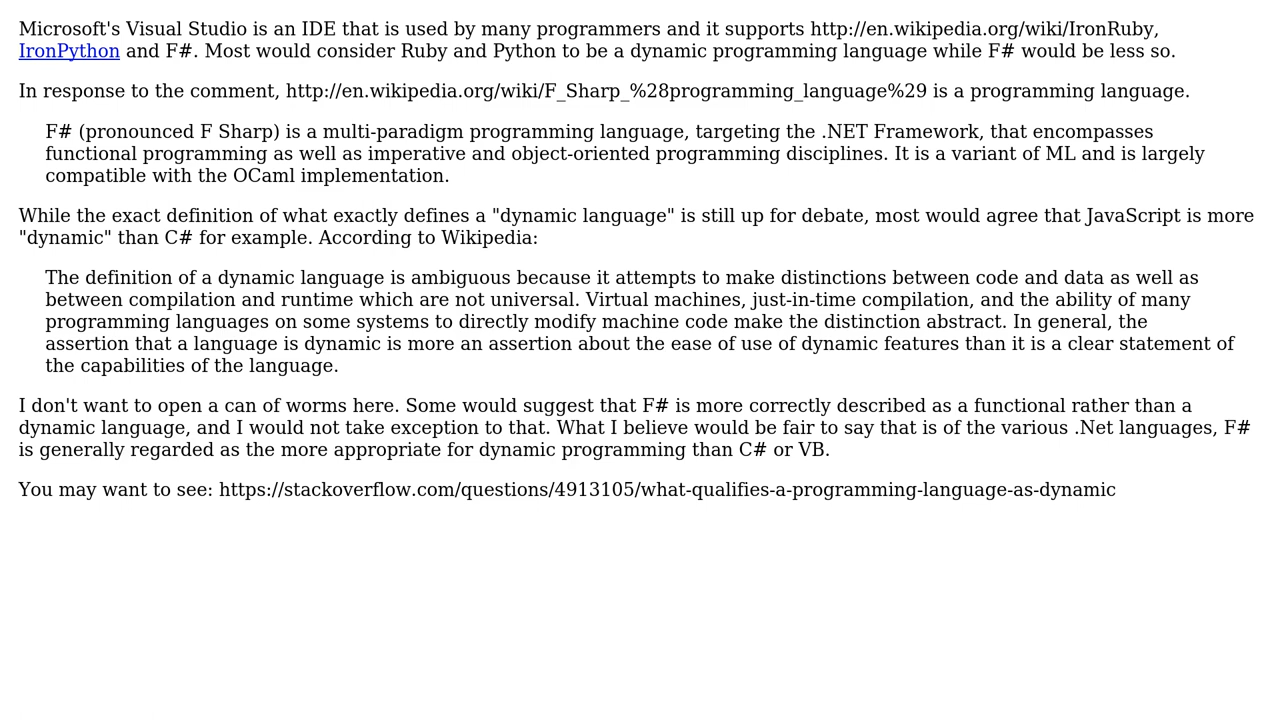 Microsoft's Visual Studio is an IDE that is used by many programmers and it supports http://en.wikipedia.org/wiki/IronRuby,
IronPython and F#. Most would consider Ruby and Python to be a dynamic programming language while F# would be less so.
In response to the comment, http://en.wikipedia.org/wiki/F_Sharp_%28programming_language%29 is a programming language.
F# (pronounced F Sharp) is a multi-paradigm programming language, targeting the .NET Framework, that encompasses
functional programming as well as imperative and object-oriented programming disciplines. It is a variant of ML and is largely
compatible with the OCaml implementation.
While the exact definition of what exactly defines a "dynamic language" is still up for debate, most would agree that JavaScript is more
"dynamic" than C# for example. According to Wikipedia:
The definition of a dynamic language is ambiguous because it attempts to make distinctions between code and data as well as
between compilation and runtime which are not universal. Virtual machines, just-in-time compilation, and the ability of many
programming languages on some systems to directly modify machine code make the distinction abstract. In general, the
assertion that a language is dynamic is more an assertion about the ease of use of dynamic features than it is a clear statement of
the capabilities of the language.
I don't want to open a can of worms here. Some would suggest that F# is more correctly described as a functional rather than a
dynamic language, and I would not take exception to that. What I believe would be fair to say that is of the various .Net languages, F#
is generally regarded as the more appropriate for dynamic programming than C# or VB.
You may want to see: https://stackoverflow.com/questions/4913105/what-qualifies-a-programming-language-as-dynamic